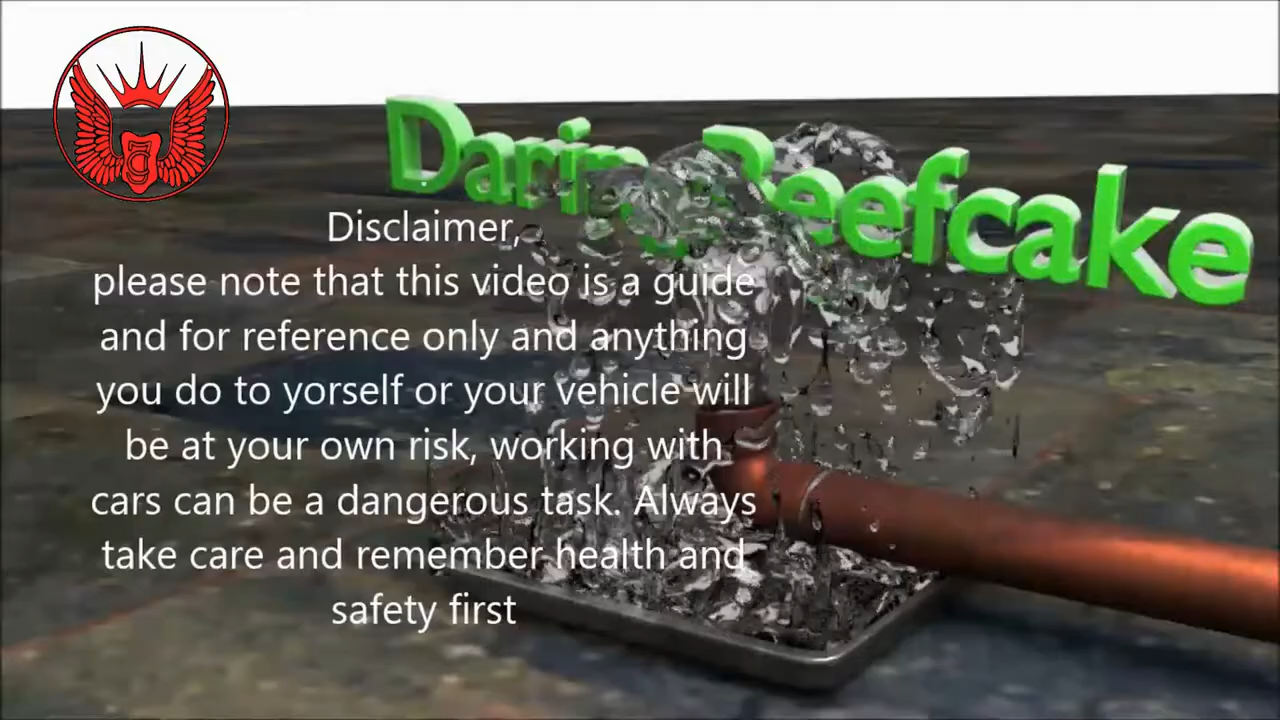 Daring Beefcake
Disclaimer,
please note that this video is a guide
and for reference only and anything
you do to yorself or your vehicle will
be at your own risk, working with
cars can be a dangerous task. Always
take care and remember health and
safety first